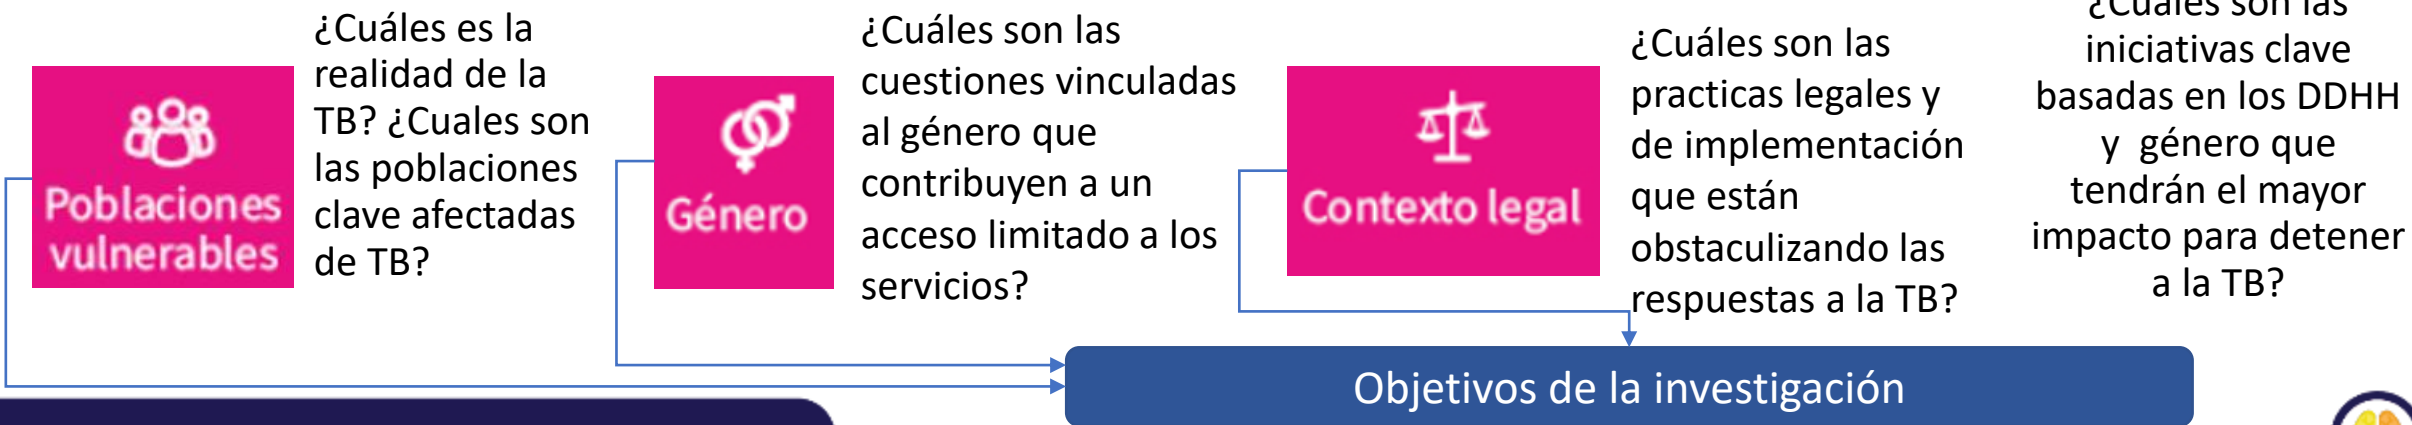 Poblaciones
vulnerables
¿Cuáles es la
realidad de la
TB? ¿Cuales son
las poblaciones
clave afectadas
de TB?
Género
¿Cuáles son las
cuestiones vinculadas
al género que
contribuyen a un
acceso limitado a los
servicios?
Contexto legal
¿Cuáles son las
practicas legales y
de implementación
que están
obstaculizando las
respuestas a la TB?
¿Cuáles son las
iniciativas clave
basadas en los DDHH
y género que
tendrán el mayor
impacto para detener
a la TB?
Objetivos de la investigación